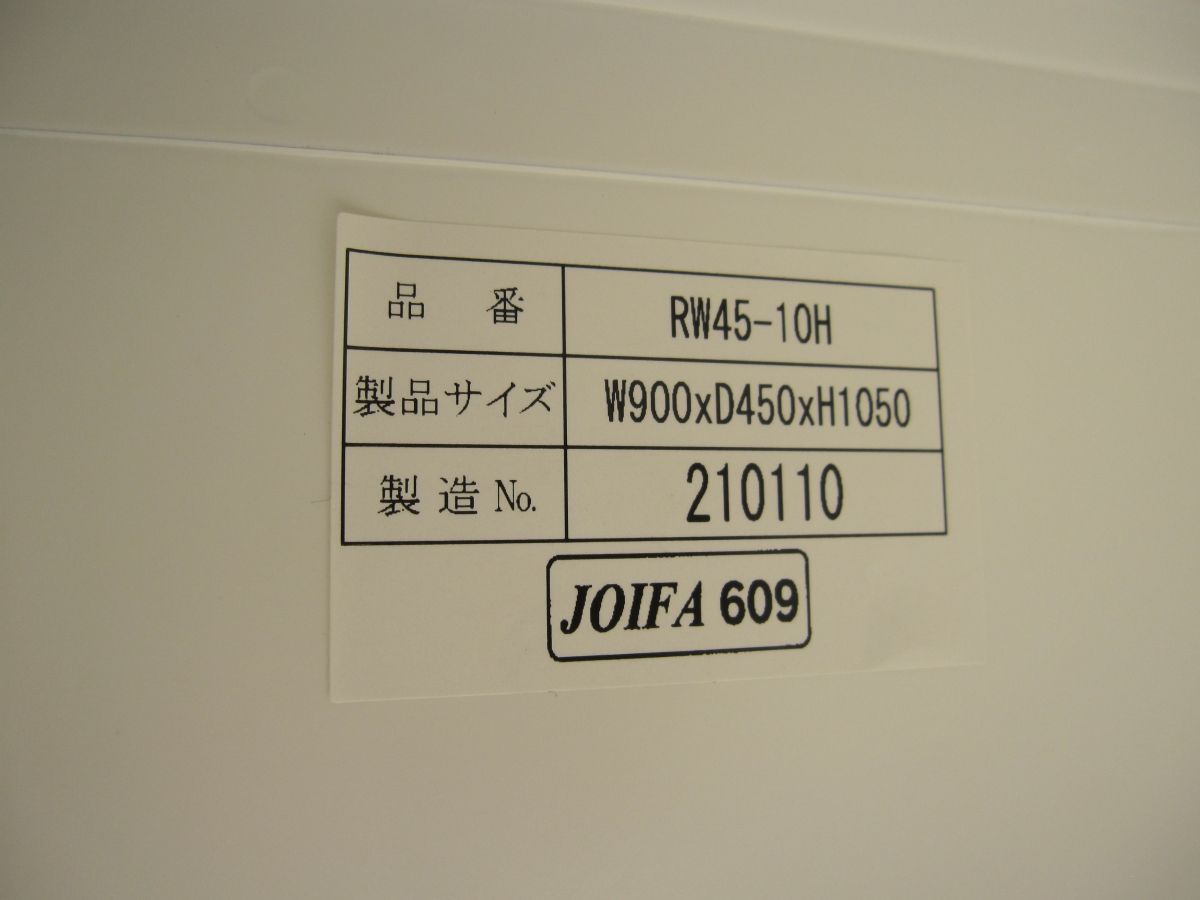 品番 RW45-10H
製品サイズ W900xD450xH1050
製造No. 210110
JOIFA 609